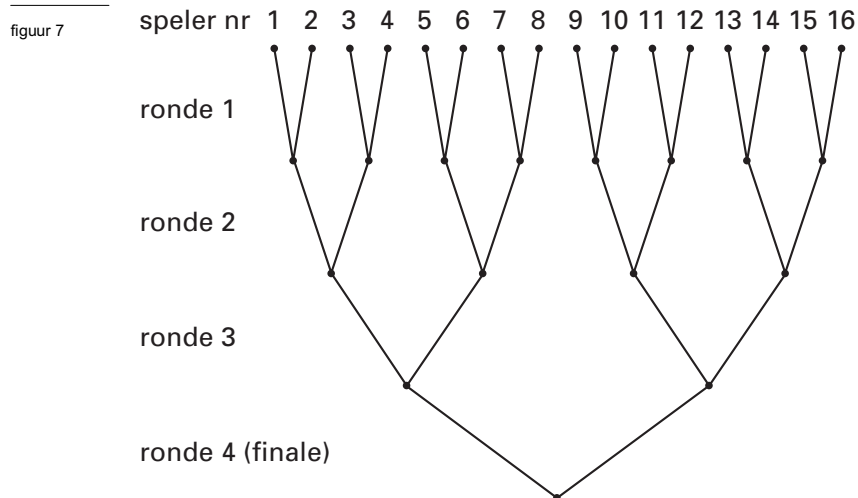 figuur 7
speler nr 1 2 3 4 5 6 7 8 9 10 11 12 13 14 15 16
ronde 1
ronde 2
ronde 3
ronde 4 (finale)